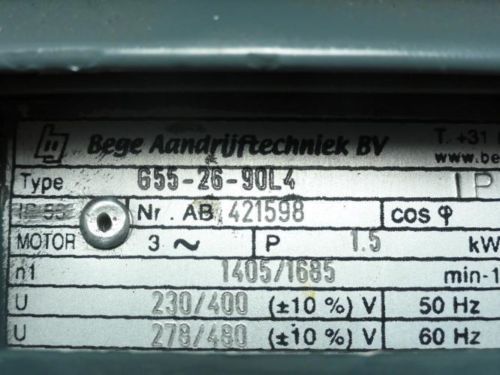 Bege Aandrijftechniek BV T. +31
www.be
Type 655-26-90L4 IP
IP 55 Nr. AB 421598 cos φ
MOTOR 3 ~ P 1.5 kW
n1 1405/1685 min-1
U 230/400 (±10 %) V 50 Hz
U 278/480 (±10 %) V 60 Hz